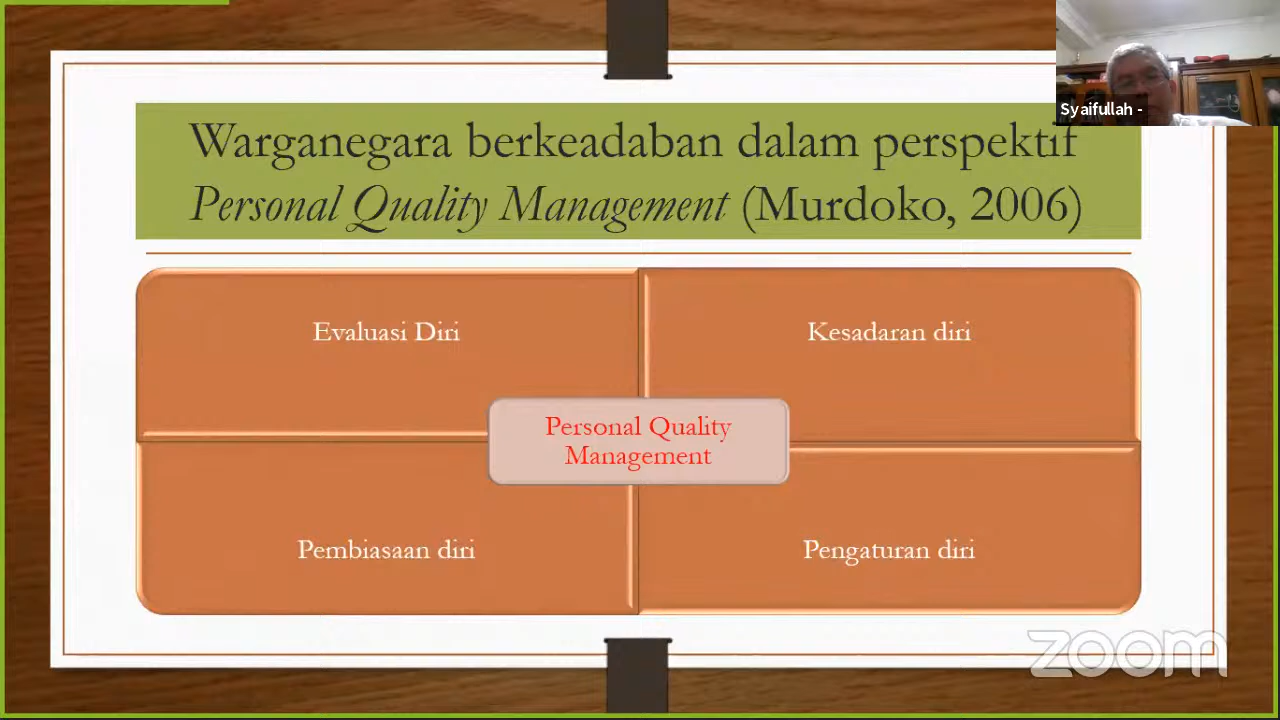 Syaifullah -
Warganegara berkeadaban dalam perspektif
Personal Quality Management (Murdoko, 2006)
Evaluasi Diri
Kesadaran diri
Personal Quality
Management
Pembiasaan diri
Pengaturan diri
zoom